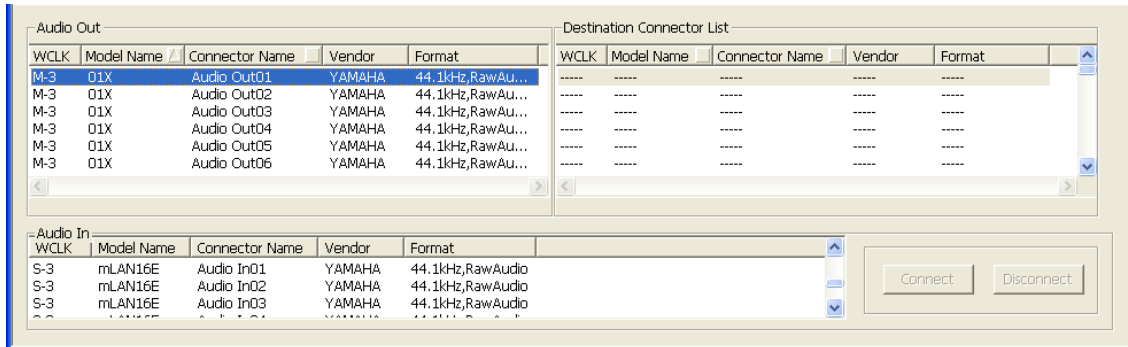 Audio Out
WCLK Model Name Connector Name Vendor Format
M-3 01X Audio Out01 YAMAHA 44.1kHz,RawAu...
M-3 01X Audio Out02 YAMAHA 44.1kHz,RawAu...
M-3 01X Audio Out03 YAMAHA 44.1kHz,RawAu...
M-3 01X Audio Out04 YAMAHA 44.1kHz,RawAu...
M-3 01X Audio Out05 YAMAHA 44.1kHz,RawAu...
M-3 01X Audio Out06 YAMAHA 44.1kHz,RawAu...
Destination Connector List
WCLK Model Name Connector Name Vendor Format
----- ----- ----- ----- -----
----- ----- ----- ----- -----
----- ----- ----- ----- -----
----- ----- ----- ----- -----
----- ----- ----- ----- -----
----- ----- ----- ----- -----
Audio In
WCLK Model Name Connector Name Vendor Format
S-3 mLAN16E Audio In01 YAMAHA 44.1kHz,RawAudio
S-3 mLAN16E Audio In02 YAMAHA 44.1kHz,RawAudio
S-3 mLAN16E Audio In03 YAMAHA 44.1kHz,RawAudio
Connect Disconnect